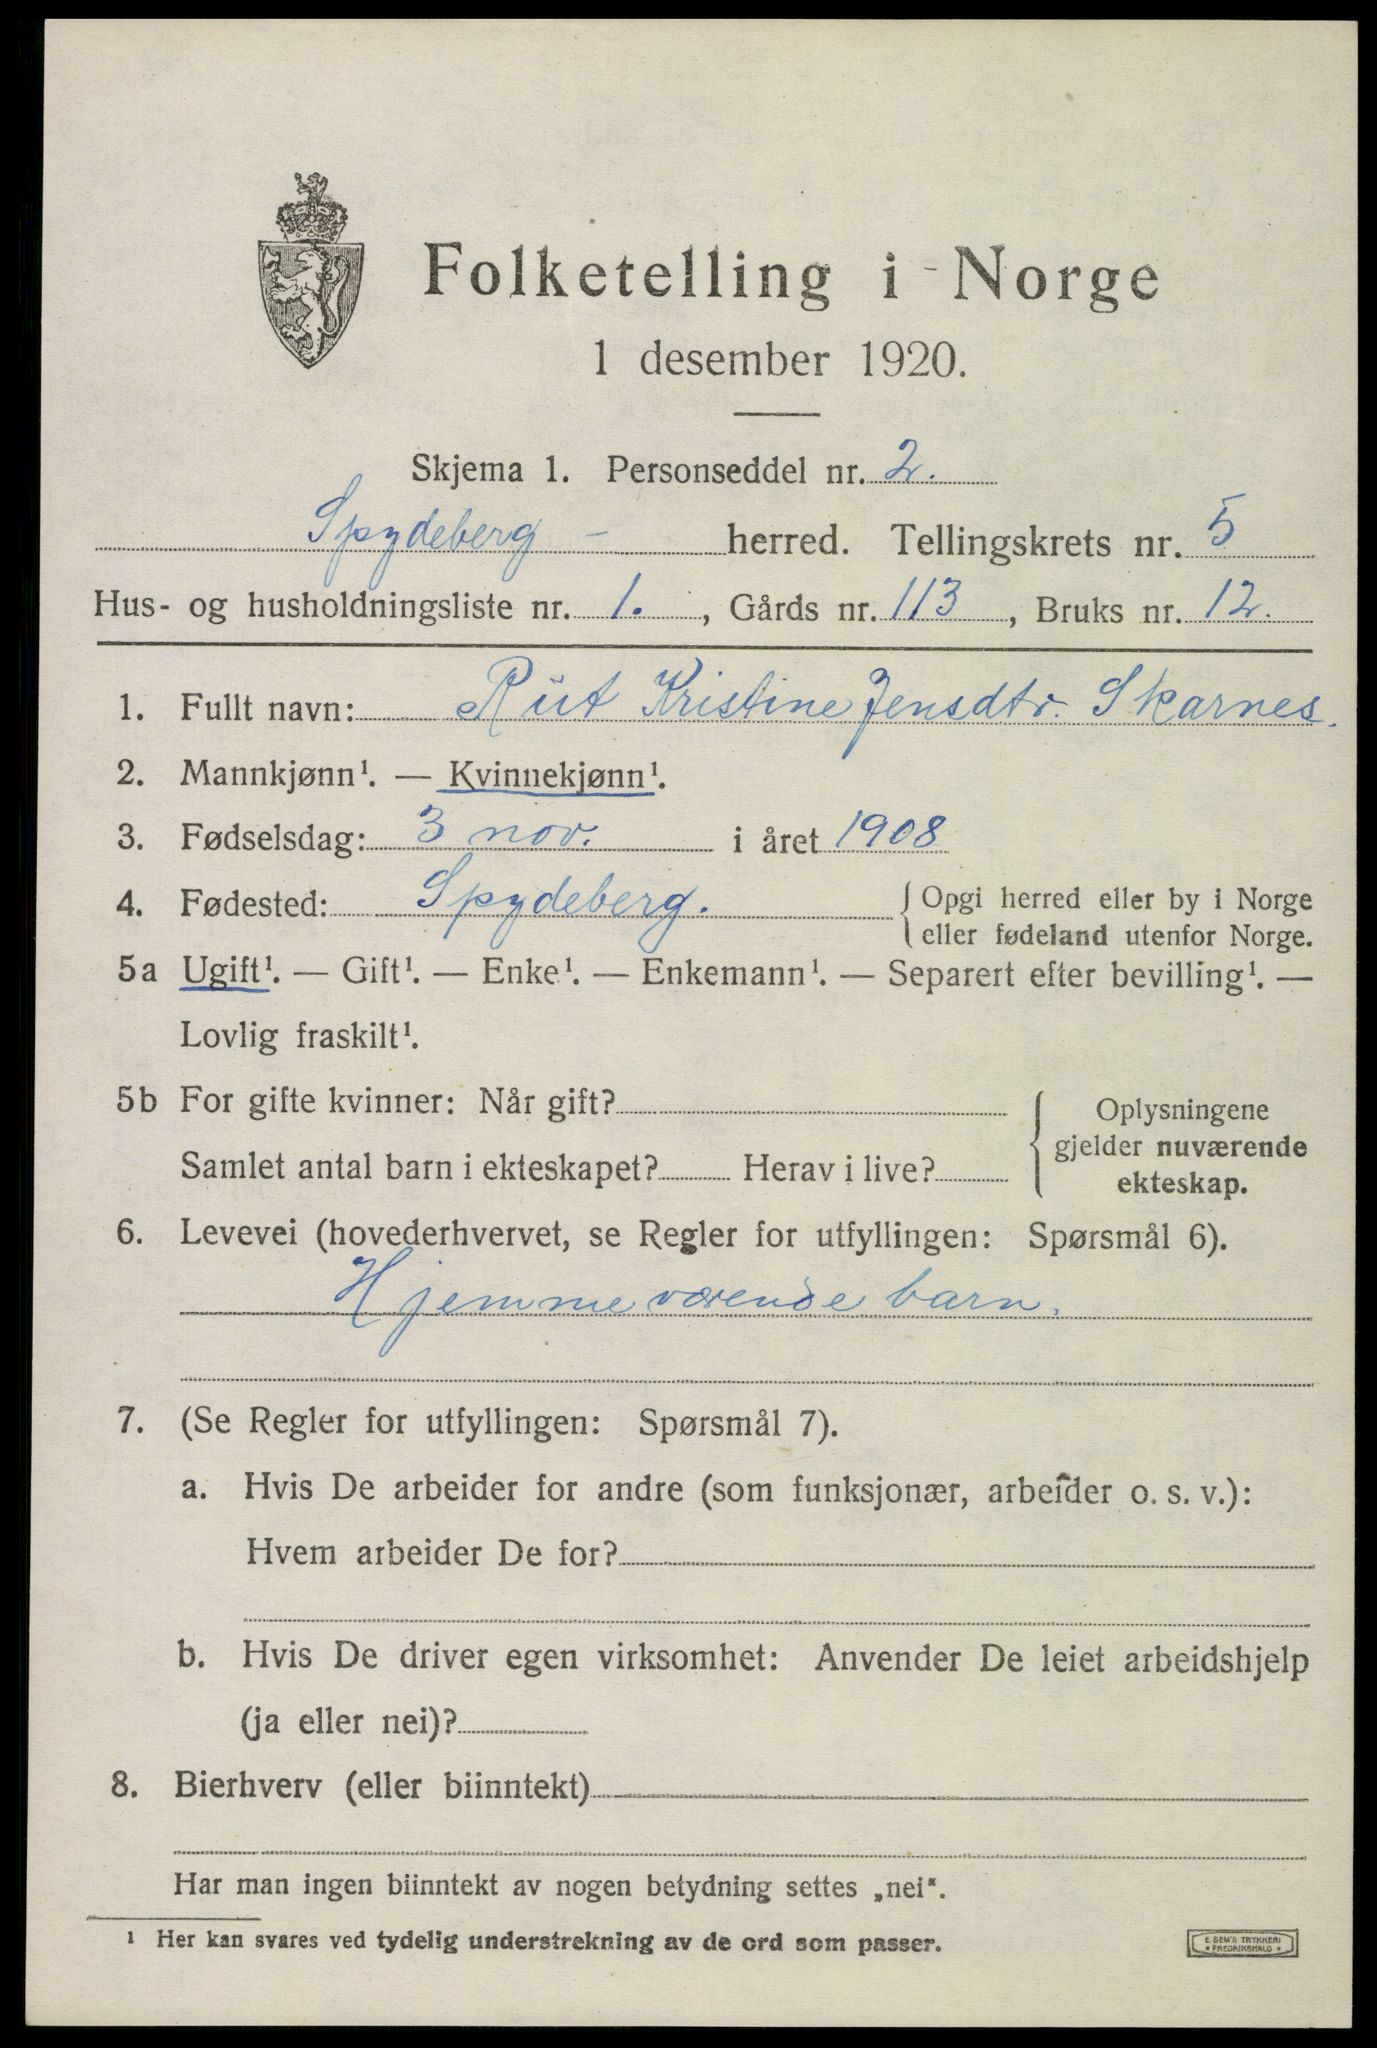 Folketelling i Norge
1 desember 1920.
Skjema 1. Personseddel nr. 2.
Spydeberg - herred. Tellingskrets nr. 5
Hus- og husholdningsliste nr. 1. , Gårds nr. 113 , Bruks nr. 12.
1. Fullt navn: Rut Kristine Jensdtr. Skarnes.
2. Mannkjønn¹. — Kvinnekjønn¹.
3. Fødselsdag: 3 nov. i året 1908
4. Fødested: Spydeberg. { Opgi herred eller by i Norge
eller fødeland utenfor Norge.
5a Ugift¹. — Gift¹. — Enke¹. — Enkemann¹. — Separert efter bevilling¹. —
Lovlig fraskilt¹.
5b For gifte kvinner: Når gift? { Oplysningene
gjelder nuværende
Samlet antal barn i ekteskapet? Herav i live?
ekteskap.
6. Levevei (hovederhvervet, se Regler for utfyllingen: Spørsmål 6).
Hjemmeværende barn.
7. (Se Regler for utfyllingen: Spørsmål 7).
a. Hvis De arbeider for andre (som funksjonær, arbeider o. s. v.):
Hvem arbeider De for?
b. Hvis De driver egen virksomhet: Anvender De leiet arbeidshjelp
(ja eller nei)?
8. Bierhverv (eller biinntekt)
Har man ingen biinntekt av nogen betydning settes „nei“.
¹ Her kan svares ved tydelig understrekning av de ord som passer.
E. SEM'S TRYKKERI
• FREDRIKSHALD •